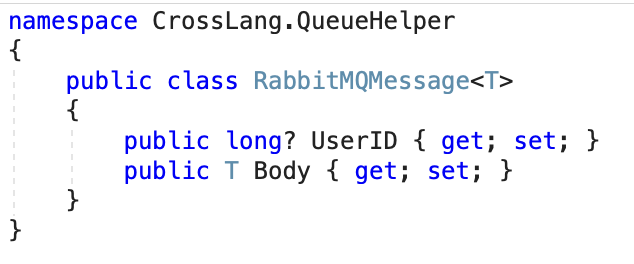 namespace CrossLang.QueueHelper
{
    public class RabbitMQMessage<T>
    {
        public long? UserID { get; set; }
        public T Body { get; set; }
    }
}